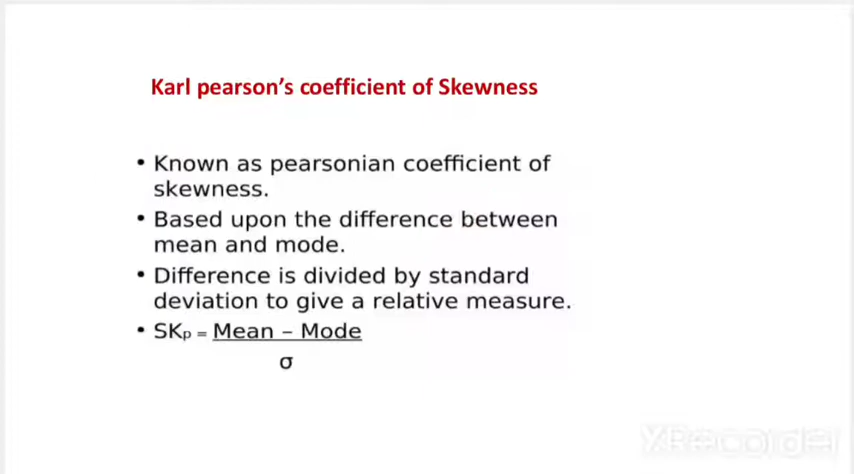 Karl pearson's coefficient of Skewness
• Known as pearsonian coefficient of
skewness.
• Based upon the difference between
mean and mode.
• Difference is divided by standard
deviation to give a relative measure.
• SKp = Mean – Mode
σ
XRecorder